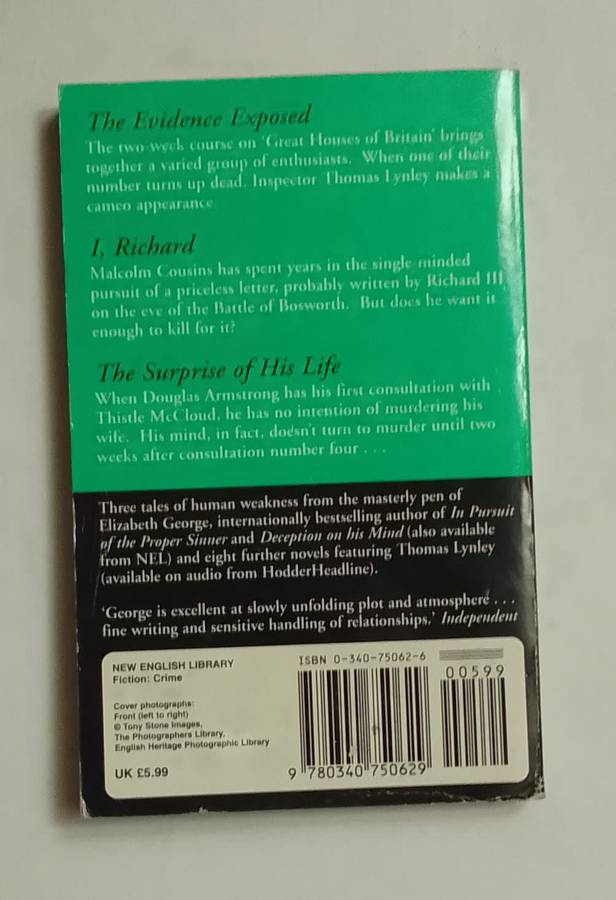 The Evidence Exposed
The two-week course on 'Great Houses of Britain' brings
together a varied group of enthusiasts. When one of their
number turns up dead, Inspector Thomas Lynley makes a
cameo appearance.
I, Richard
Malcolm Cousins has spent years in the single-minded
pursuit of a priceless letter, probably written by Richard III
on the eve of the Battle of Bosworth. But does he want it
enough to kill for it?
The Surprise of His Life
When Douglas Armstrong has his first consultation with
Thistle McCloud, he has no intention of murdering his
wife. His mind, in fact, doesn't turn to murder until two
weeks after consultation number four . . .
Three tales of human weakness from the masterly pen of
Elizabeth George, internationally bestselling author of In Pursuit
of the Proper Sinner and Deception on his Mind (also available
from NEL) and eight further novels featuring Thomas Lynley
(available on audio from HodderHeadline).
'George is excellent at slowly unfolding plot and atmosphere . . .
fine writing and sensitive handling of relationships.' Independent
NEW ENGLISH LIBRARY
Fiction: Crime
Cover photographs:
Front (left to right)
© Tony Stone Images,
The Photographers Library,
English Heritage Photographic Library
UK £5.99
ISBN 0-340-75062-6
00599
9 780340 750629